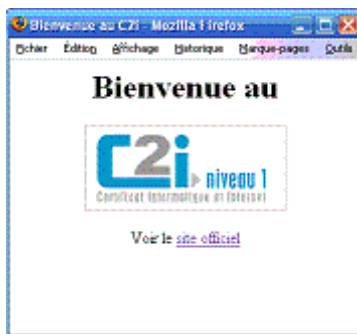 Bienvenue au C2i - Mozilla Firefox
Fichier Édition Affichage Historique Marque-pages Outils
Bienvenue au
C2i niveau 1
Certificat Informatique et Internet
Voir le site officiel